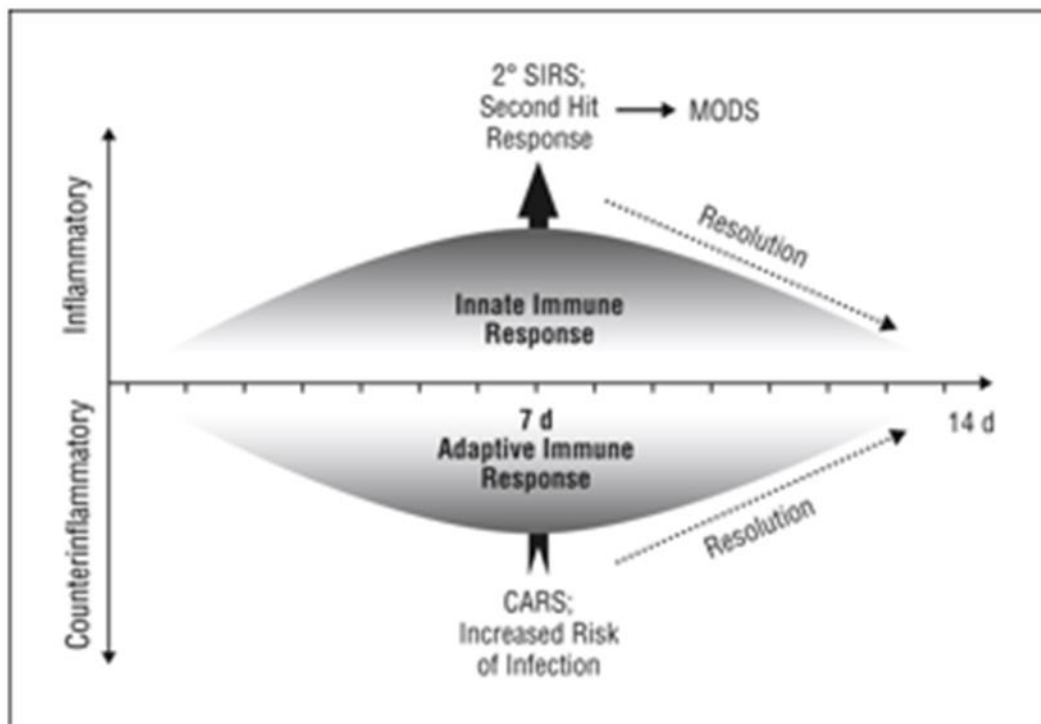 2° SIRS;
Second Hit
Response
MODS
Inflammatory
Resolution
Innate Immune
Response
7 d
14 d
Adaptive Immune
Response
Counterinflammatory
Resolution
CARS;
Increased Risk
of Infection